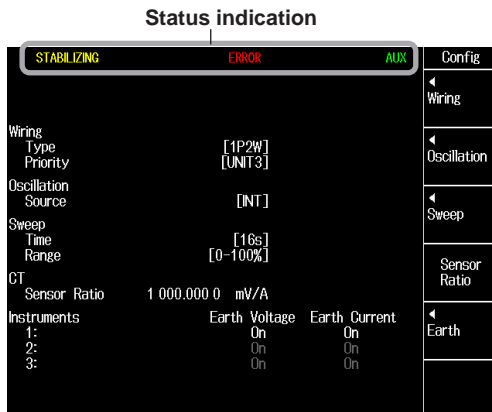 Status indication
STABILIZING ERROR AUX
Config
Wiring
Oscillation
Sweep
Sensor
Ratio
Earth
Wiring
Type [1P2W]
Priority [UNIT3]
Oscillation
Source [INT]
Sweep
Time [16s]
Range [0-100%]
CT
Sensor Ratio 1 000.000 0 mV/A
Instruments Earth Voltage Earth Current
1: On On
2: On On
3: On On